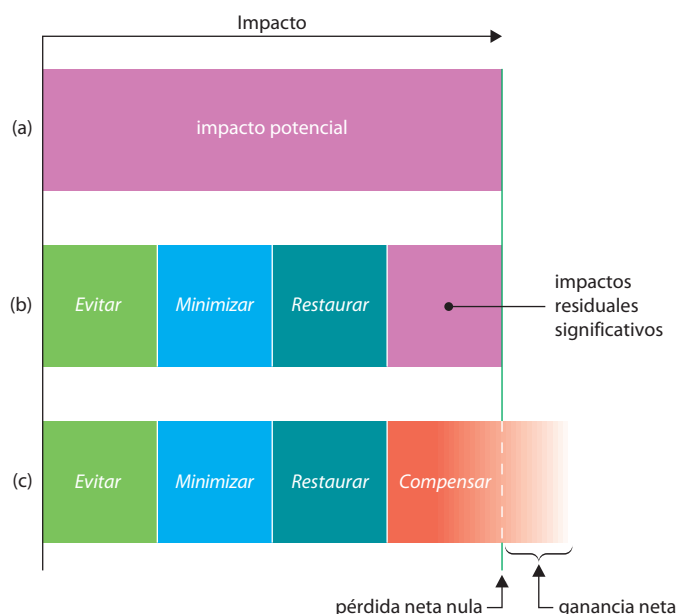 Impacto
(a)
impacto potencial
(b)
Evitar
Minimizar
Restaurar
impactos
residuales
significativos
(c)
Evitar
Minimizar
Restaurar
Compensar
pérdida neta nula
ganancia neta